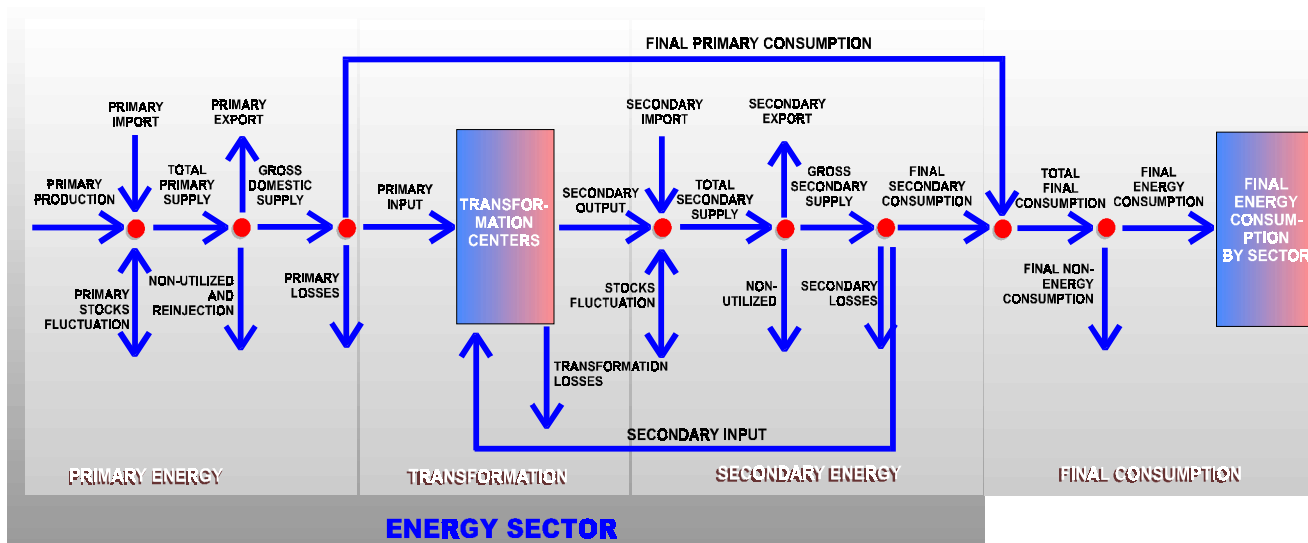 FINAL PRIMARY CONSUMPTION
PRIMARY
IMPORT
PRIMARY
EXPORT
SECONDARY
IMPORT
SECONDARY
EXPORT
PRIMARY
PRODUCTION
TOTAL
PRIMARY
SUPPLY
GROSS
DOMESTIC
SUPPLY
PRIMARY
INPUT
TRANSFOR-
MATION
CENTERS
SECONDARY
OUTPUT
TOTAL
SECONDARY
SUPPLY
GROSS
SECONDARY
SUPPLY
FINAL
SECONDARY
CONSUMPTION
TOTAL
FINAL
CONSUMPTION
FINAL
ENERGY
CONSUMPTION
FINAL
ENERGY
CONSUM-
PTION
BY SECTOR
PRIMARY
STOCKS
FLUCTUATION
NON-UTILIZED
AND
REINJECTION
PRIMARY
LOSSES
STOCKS
FLUCTUATION
NON-
UTILIZED
SECONDARY
LOSSES
FINAL NON-
ENERGY
CONSUMPTION
TRANSFORMATION
LOSSES
SECONDARY INPUT
PRIMARY ENERGY
TRANSFORMATION
SECONDARY ENERGY
FINAL CONSUMPTION
ENERGY SECTOR